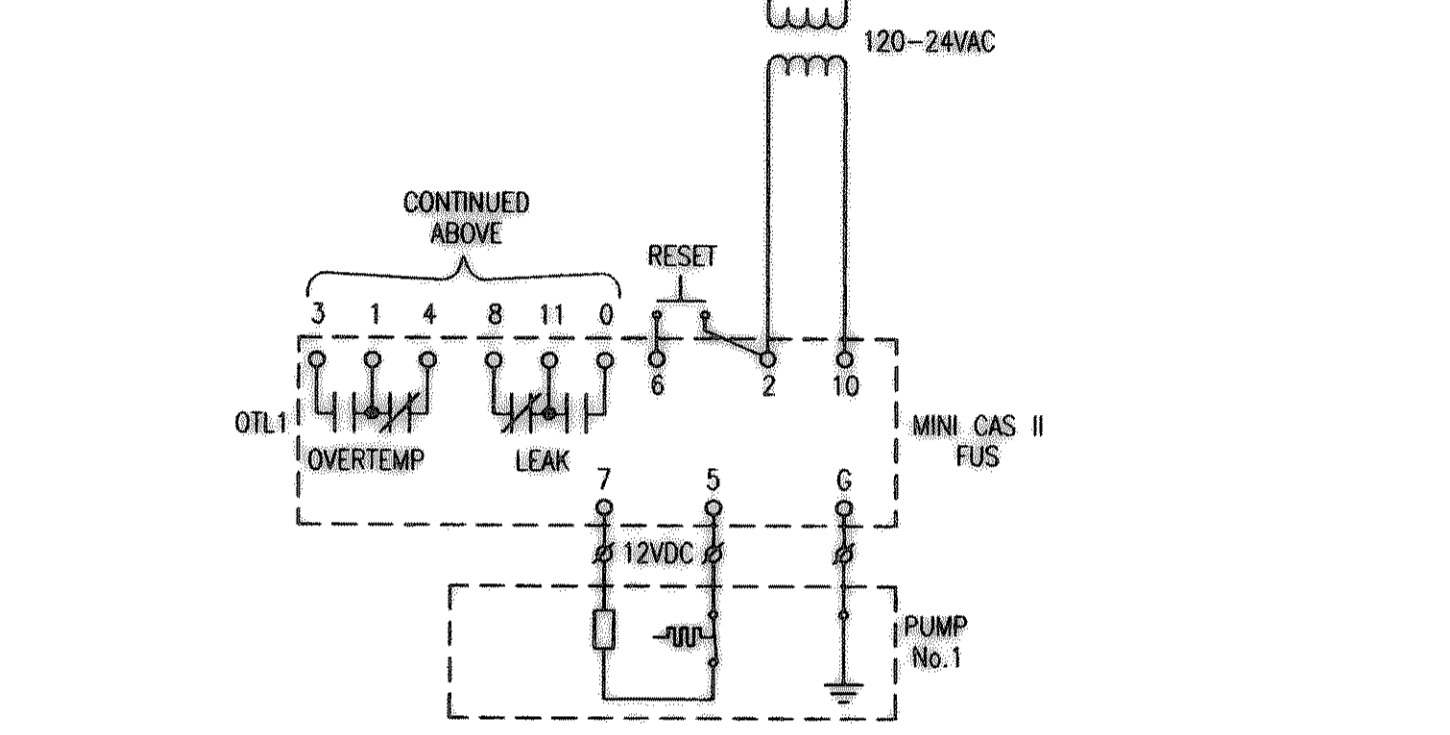 120-24VAC
CONTINUED
ABOVE
RESET
3 1 4 8 11 0
6 2 10
OTL1
OVERTEMP
LEAK
MINI CAS II
FUS
7 5 G
12VDC
PUMP
No.1